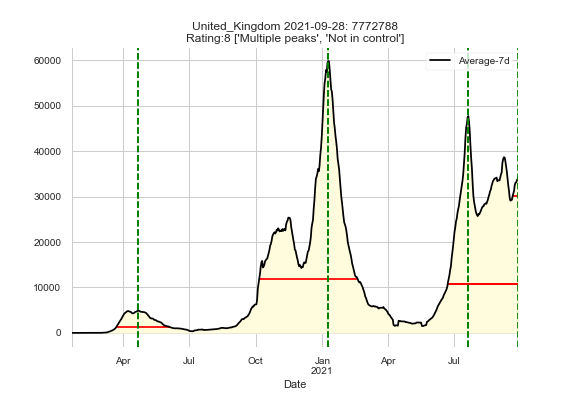 United_Kingdom 2021-09-28: 7772788
Rating:8 ['Multiple peaks', 'Not in control']
Average-7d
60000
50000
40000
30000
20000
10000
0
Apr
Jul
Oct
Jan
2021
Apr
Jul
Date